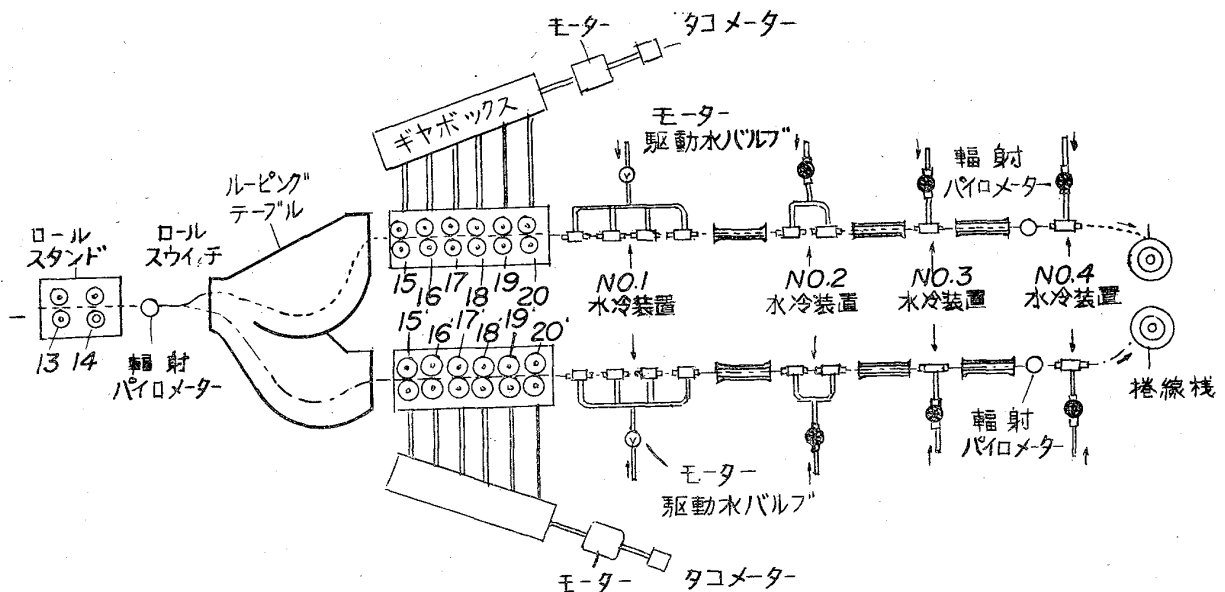 モーター
タコメーター
ギヤボックス
モーター
駆動水バルブ
輻射
パイロメーター
ルーピング
テーブル
ロール
スタンド
ロール
スウィッチ
13
14
輻射
パイロメーター
15
16
17
18
19
20
15'
16'
17'
18'
19'
20'
NO.1
水冷装置
NO.2
水冷装置
NO.3
水冷装置
NO.4
水冷装置
捲線桟
輻射
パイロメーター
モーター
駆動水バルブ
モーター
タコメーター